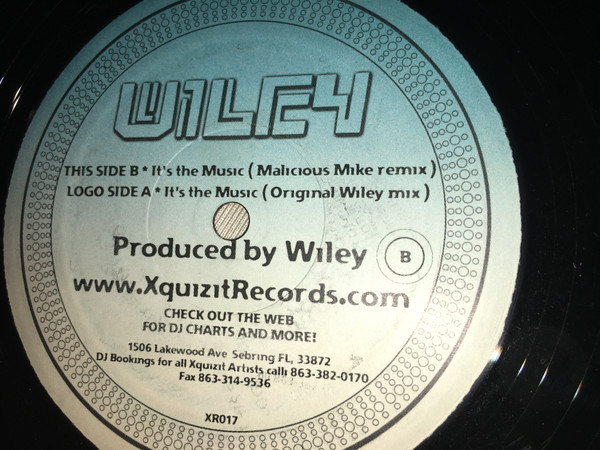 WILEY
THIS SIDE B * It's the Music ( Malicious Mike remix )
LOGO SIDE A * It's the Music ( Original Wiley mix )
Produced by Wiley
B
www.XquizitRecords.com
CHECK OUT THE WEB
FOR DJ CHARTS AND MORE!
1506 Lakewood Ave Sebring FL, 33872
DJ Bookings for all Xquizit Artists call: 863-382-0170
Fax 863-314-9536
XR017